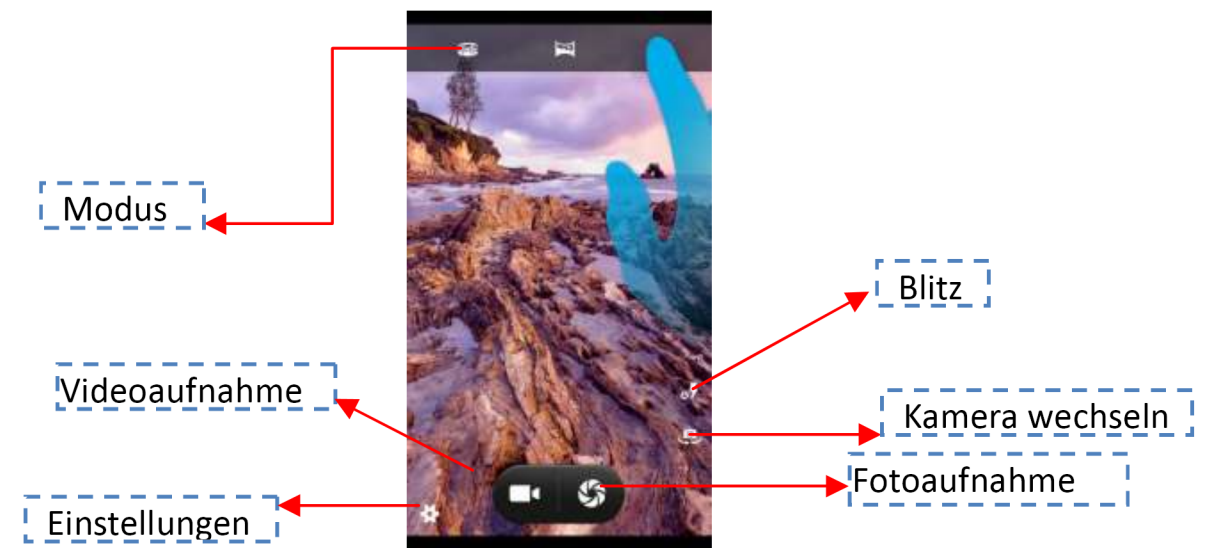 Modus
Blitz
Videoaufnahme
Kamera wechseln
Fotoaufnahme
Einstellungen